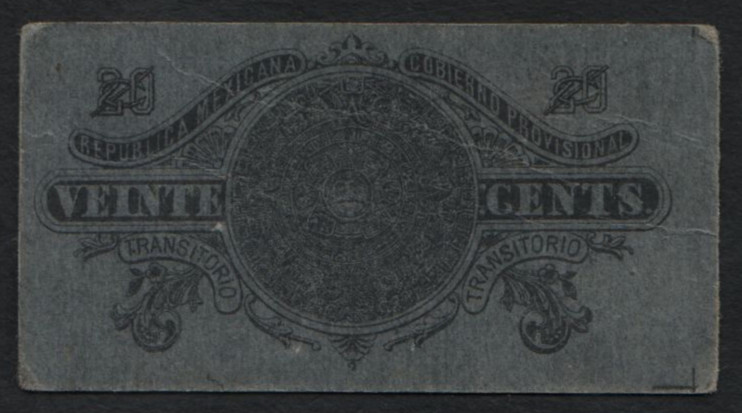 20 20
REPUBLICA MEXICANA GOBIERNO PROVISIONAL
VEINTE CENTS.
TRANSITORIO TRANSITORIO